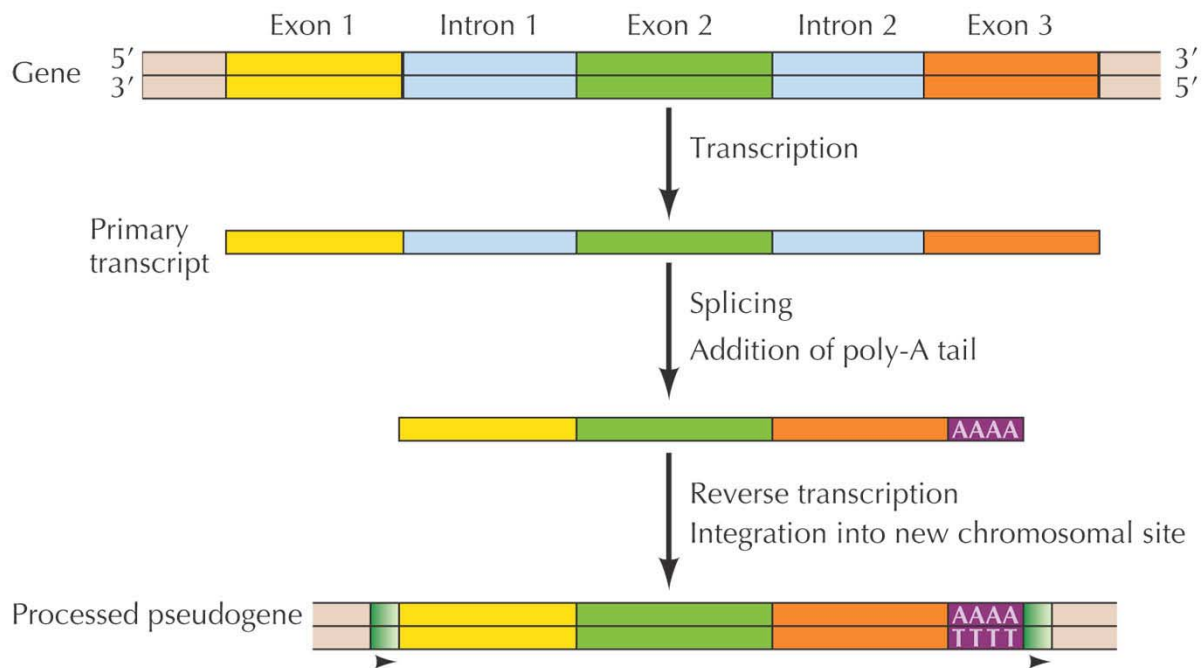 Exon 1 Intron 1 Exon 2 Intron 2 Exon 3
Gene 5′ 3′
3′ 5′
Transcription
Primary
transcript
Splicing
Addition of poly-A tail
AAAA
Reverse transcription
Integration into new chromosomal site
Processed pseudogene AAAA
TTTT